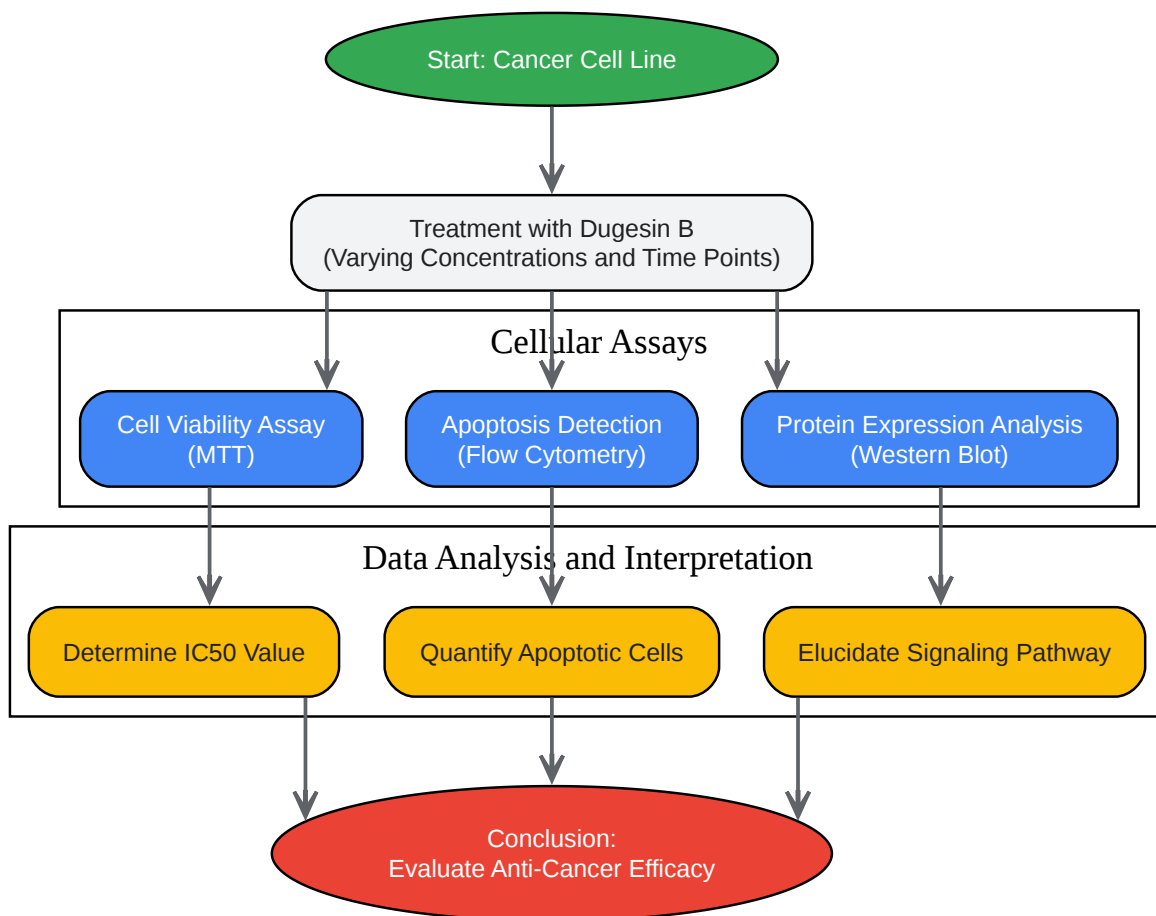 Start: Cancer Cell Line
Treatment with Dugesin B
(Varying Concentrations and Time Points)
Cellular Assays
Cell Viability Assay
(MTT)
Apoptosis Detection
(Flow Cytometry)
Protein Expression Analysis
(Western Blot)
Data Analysis and Interpretation
Determine IC50 Value
Quantify Apoptotic Cells
Elucidate Signaling Pathway
Conclusion:
Evaluate Anti-Cancer Efficacy